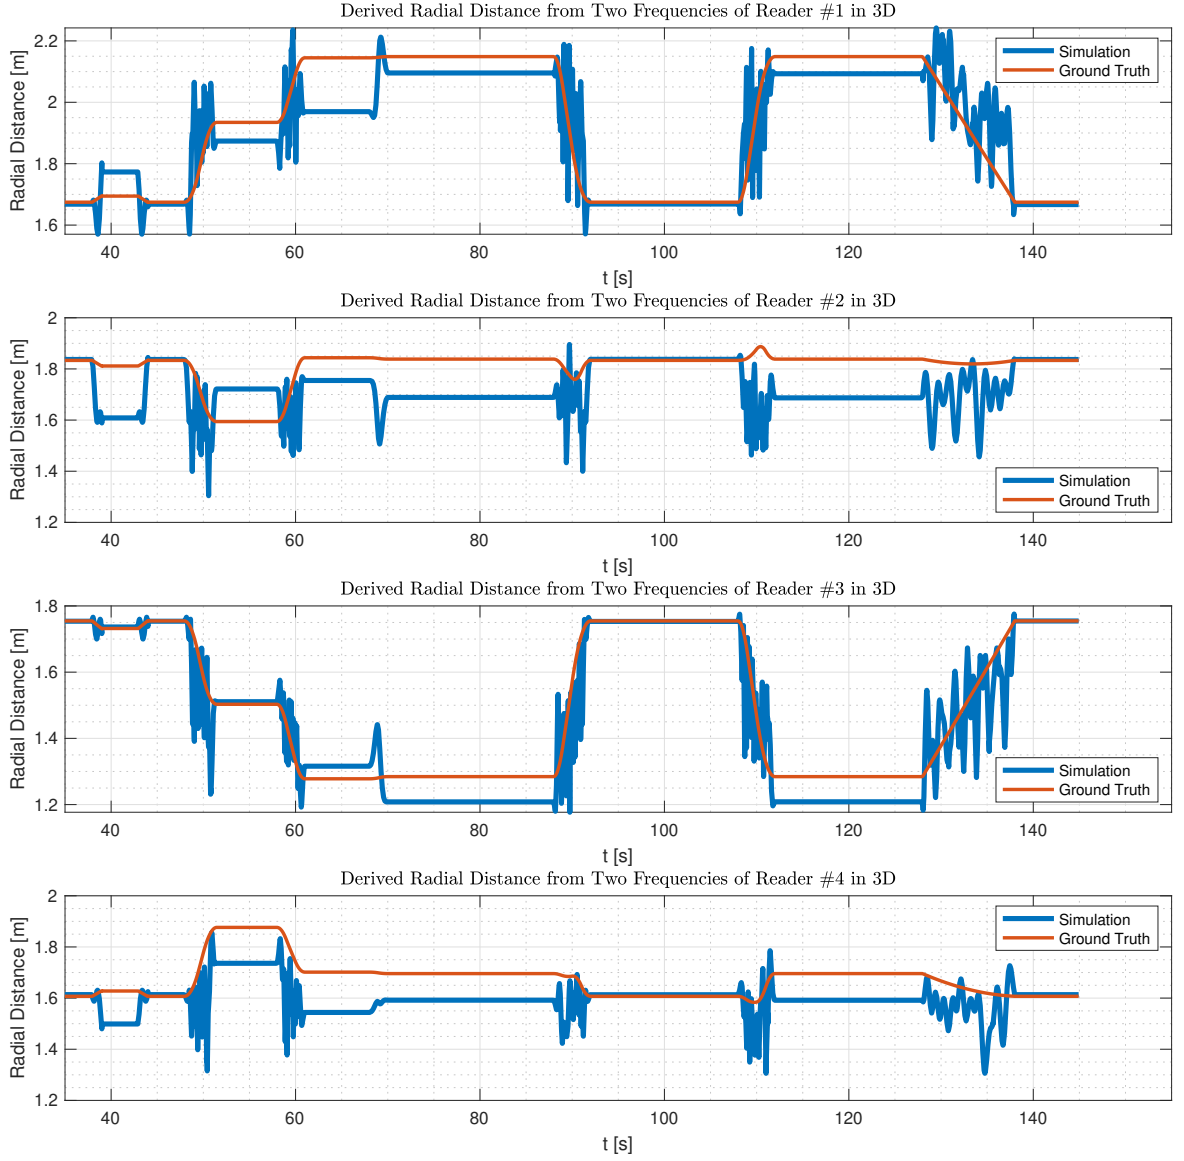 Derived Radial Distance from Two Frequencies of Reader #1 in 3D
Radial Distance [m]
2.2
2
1.8
1.6
Simulation
Ground Truth
40 60 80 100 120 140
t [s]
Derived Radial Distance from Two Frequencies of Reader #2 in 3D
Radial Distance [m]
2
1.8
1.6
1.4
1.2
Simulation
Ground Truth
40 60 80 100 120 140
t [s]
Derived Radial Distance from Two Frequencies of Reader #3 in 3D
Radial Distance [m]
1.8
1.6
1.4
1.2
Simulation
Ground Truth
40 60 80 100 120 140
t [s]
Derived Radial Distance from Two Frequencies of Reader #4 in 3D
Radial Distance [m]
2
1.8
1.6
1.4
1.2
Simulation
Ground Truth
40 60 80 100 120 140
t [s]